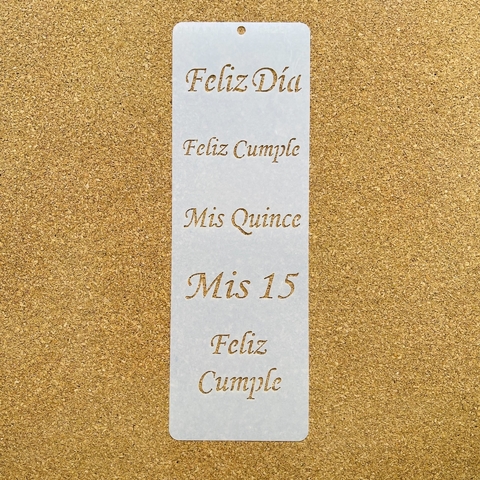 Feliz Día
Feliz Cumple
Mis Quince
Mis 15
Feliz
Cumple